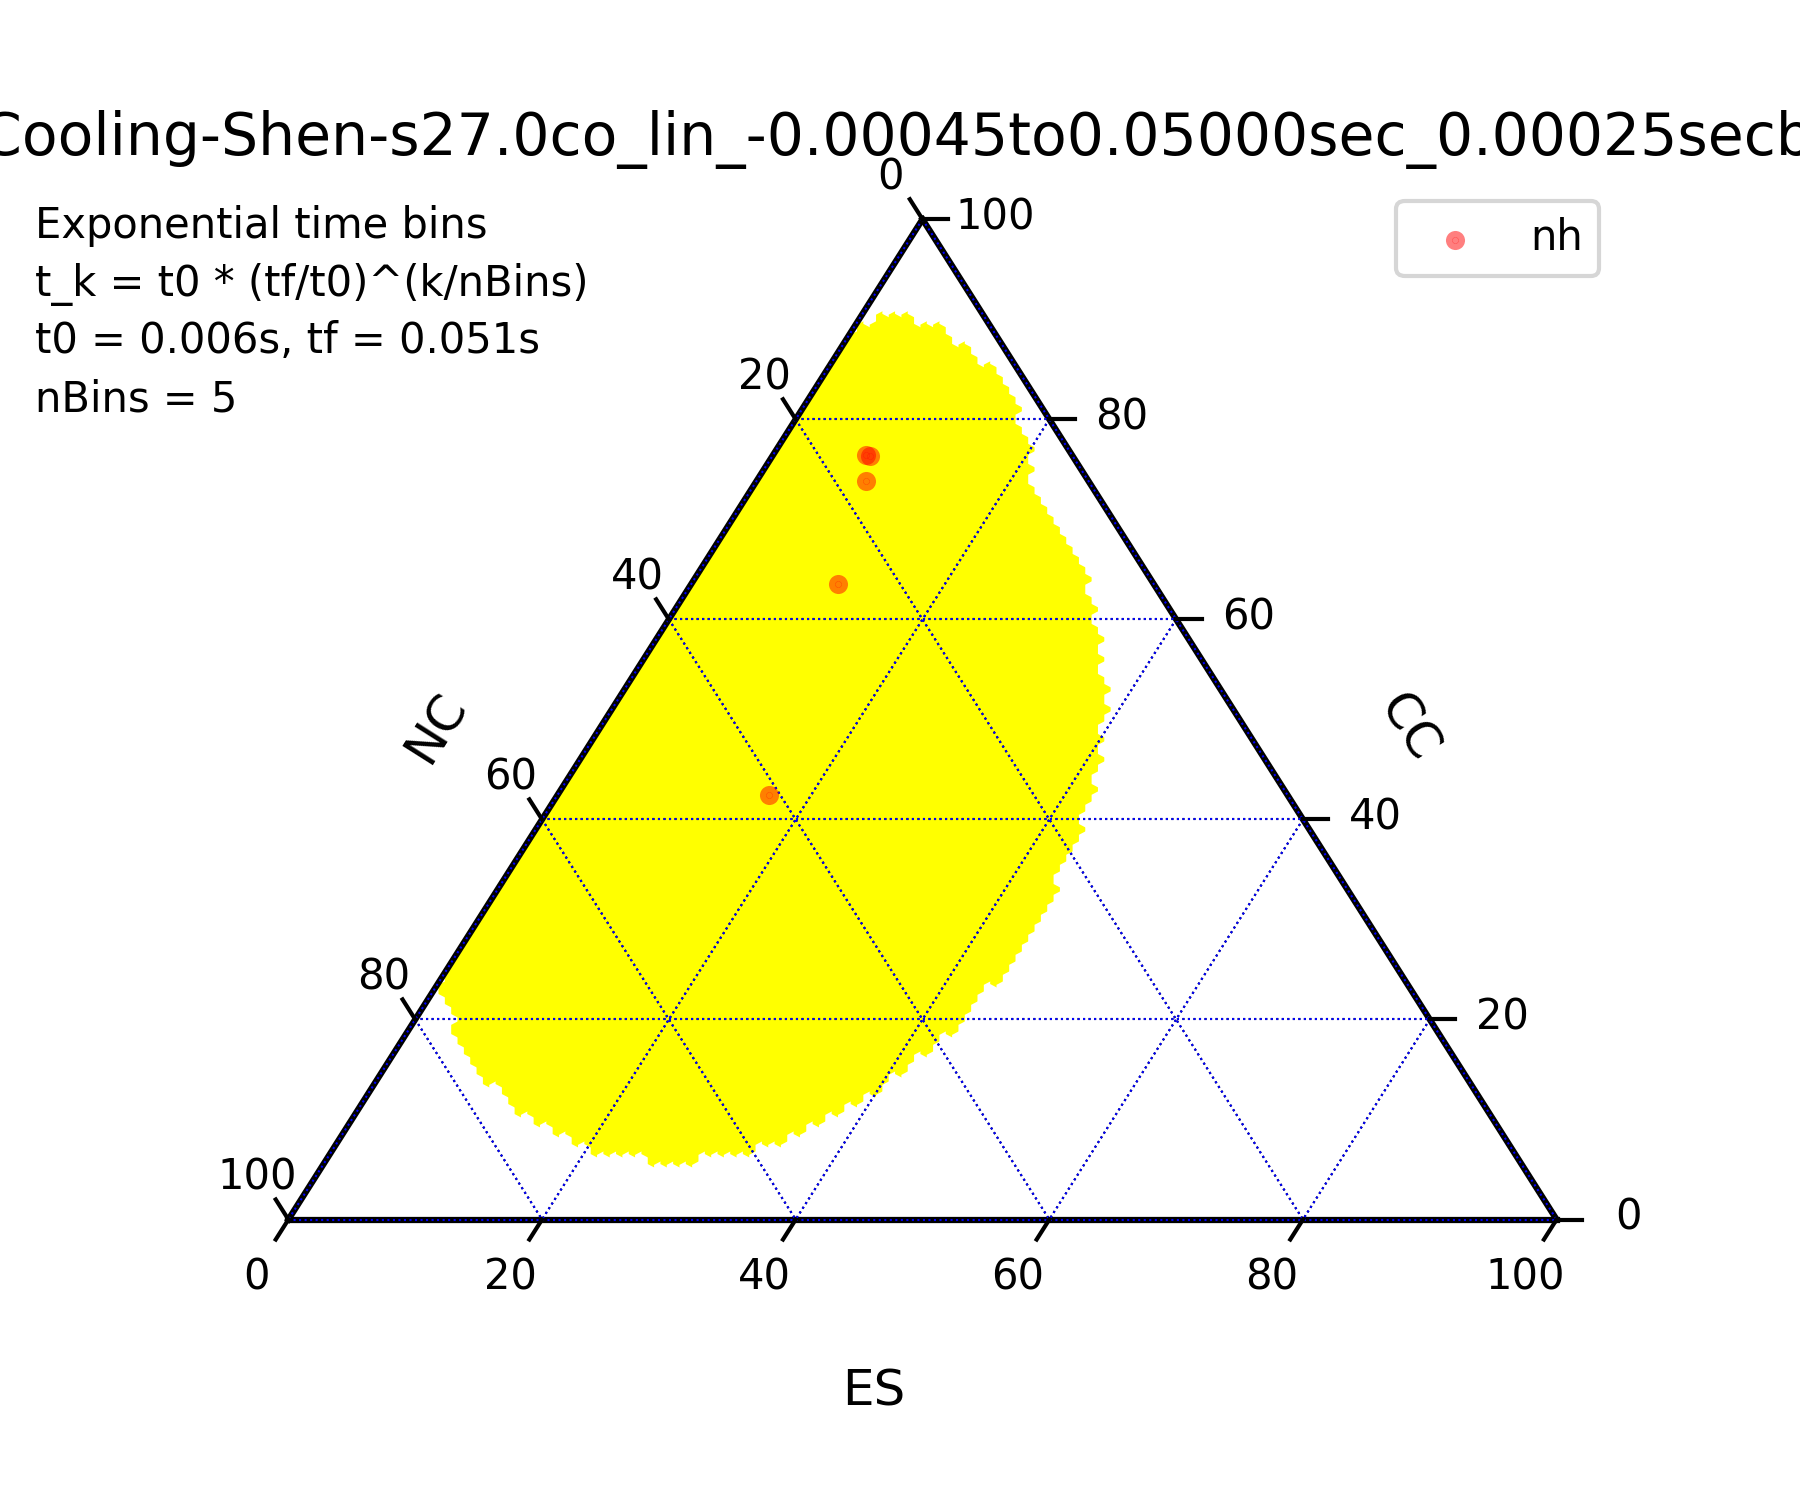 Cooling-Shen-s27.0co_lin_-0.00045to0.05000sec_0.00025secb
Exponential time bins
t_k = t0 * (tf/t0)^(k/nBins)
t0 = 0.006s, tf = 0.051s
nBins = 5
nh
0
100
20
80
40
60
NC
CC
60
40
80
20
100
0
0
20
40
60
80
100
ES